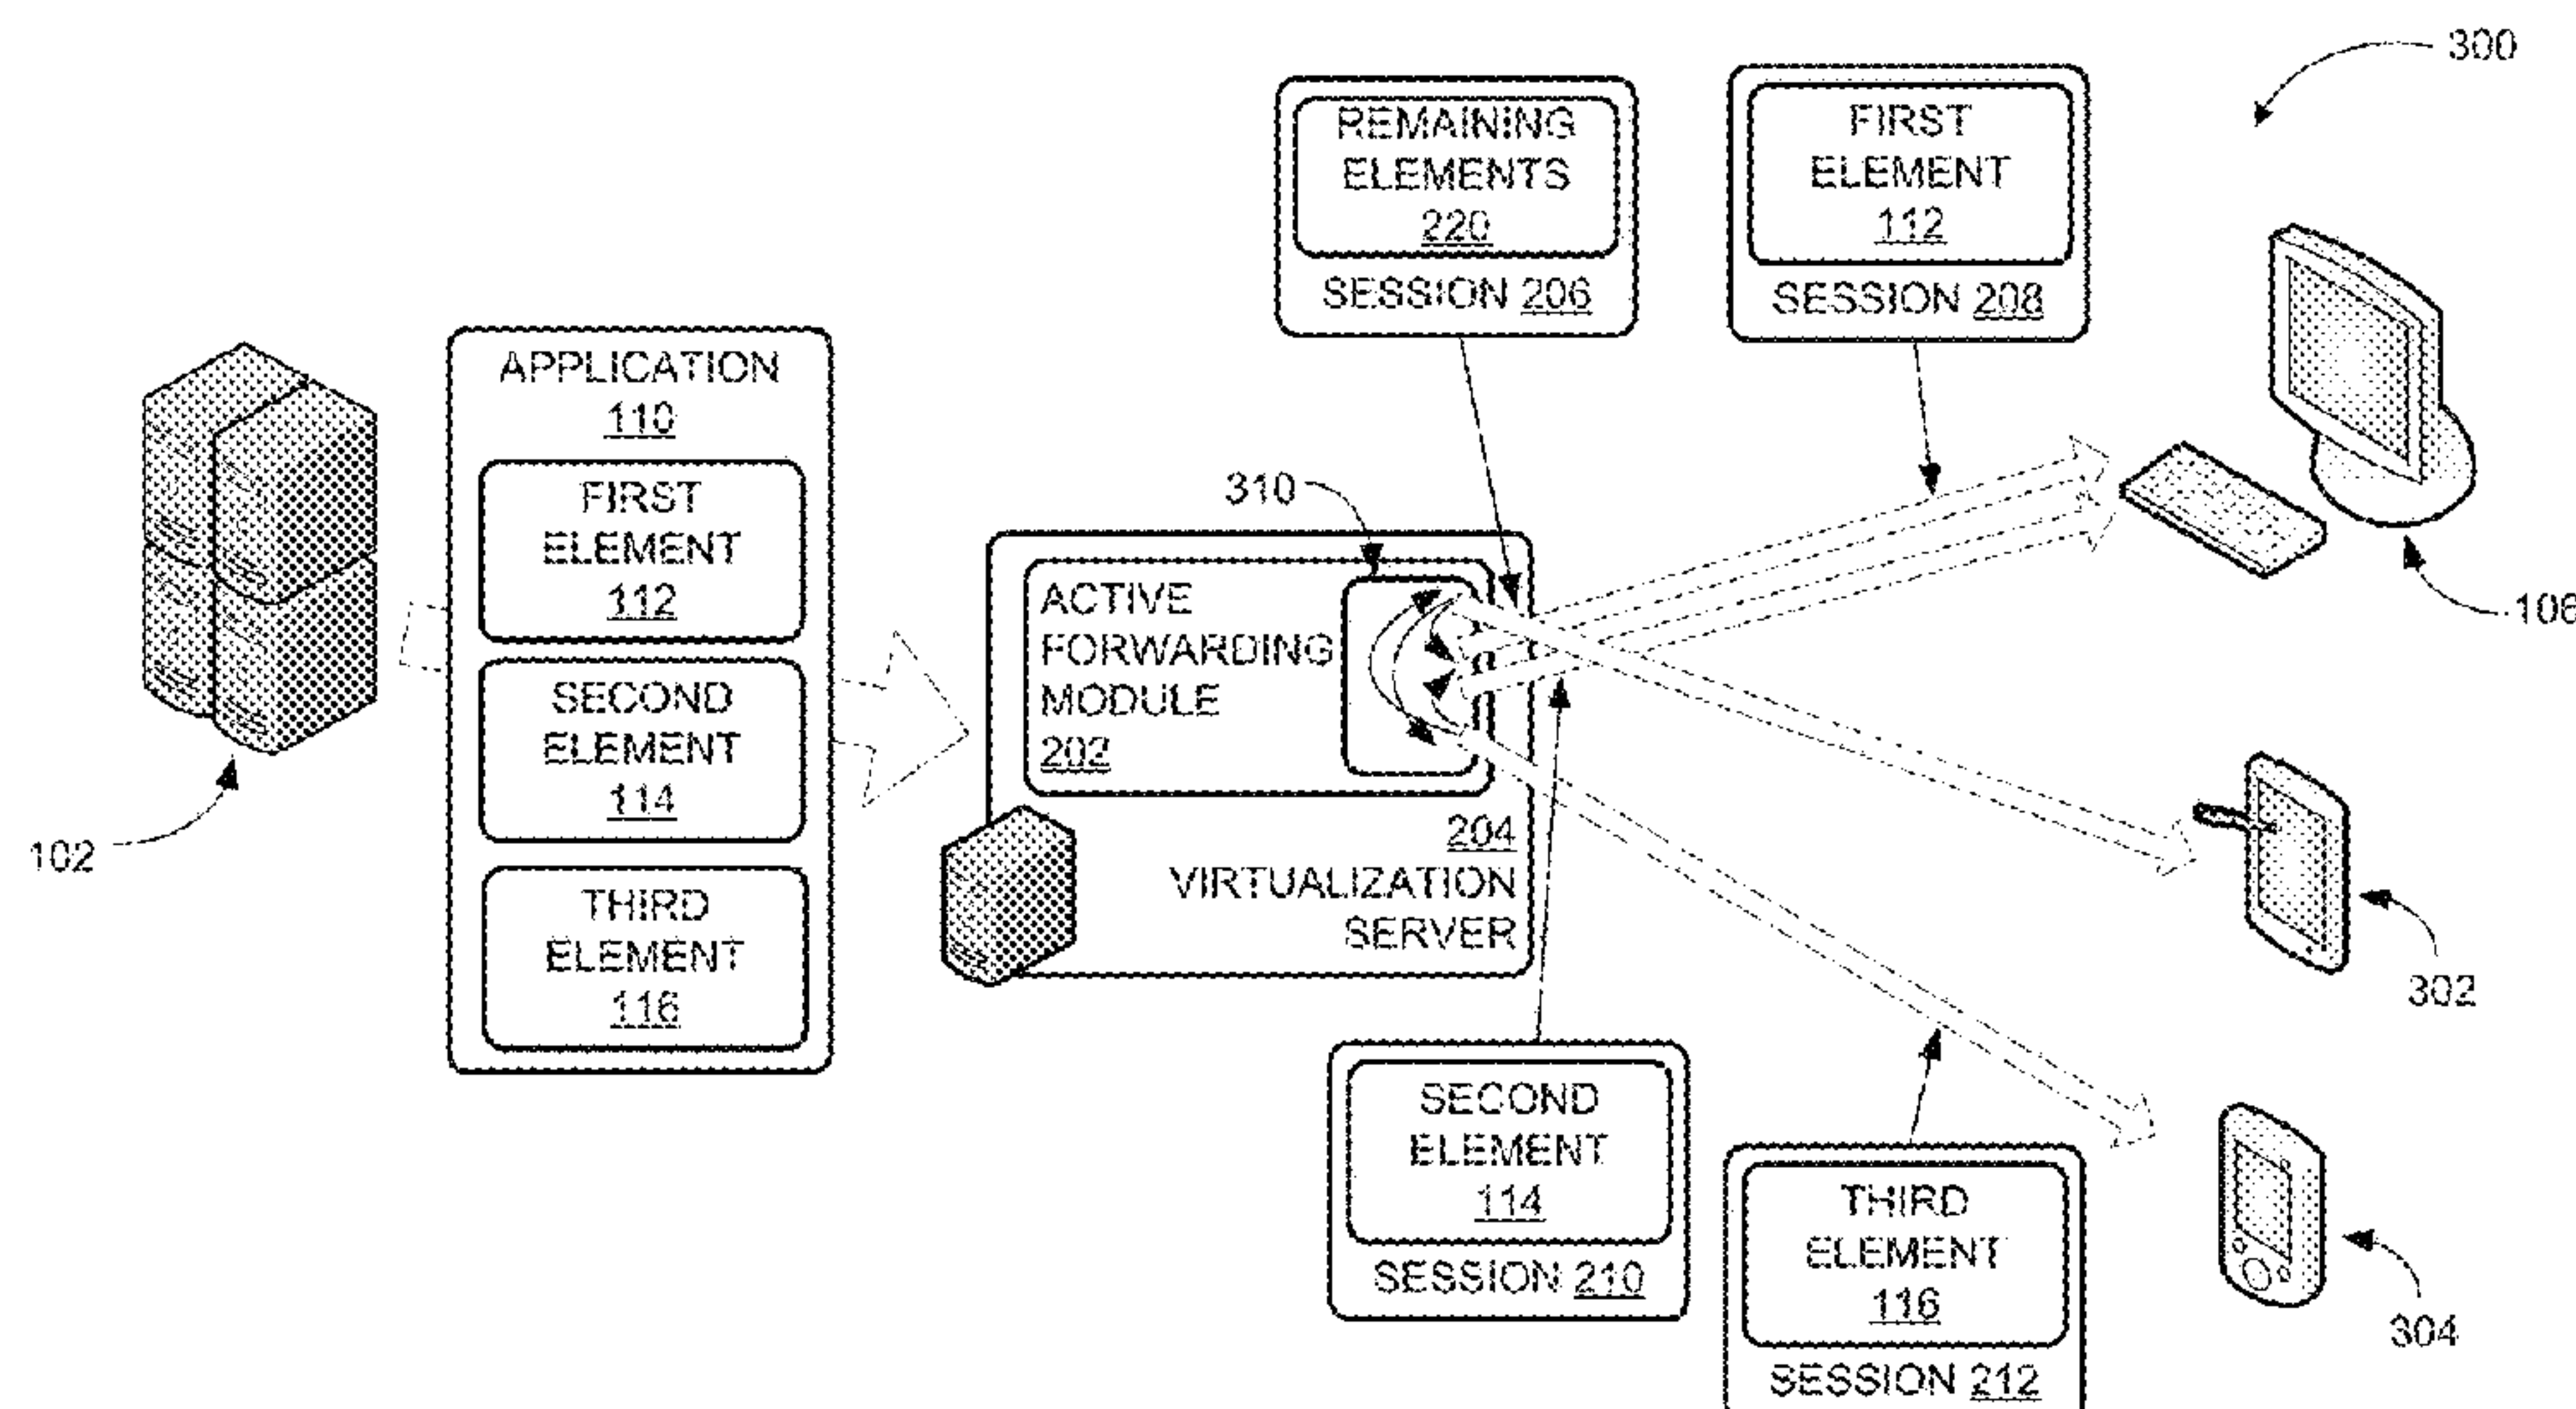 300
REMAINING
ELEMENTS
220
SESSION 206
FIRST
ELEMENT
112
SESSION 208
APPLICATION
110
FIRST
ELEMENT
112
SECOND
ELEMENT
114
THIRD
ELEMENT
116
102
310
ACTIVE
FORWARDING
MODULE
202
204
VIRTUALIZATION
SERVER
106
302
SECOND
ELEMENT
114
SESSION 210
THIRD
ELEMENT
116
SESSION 212
304